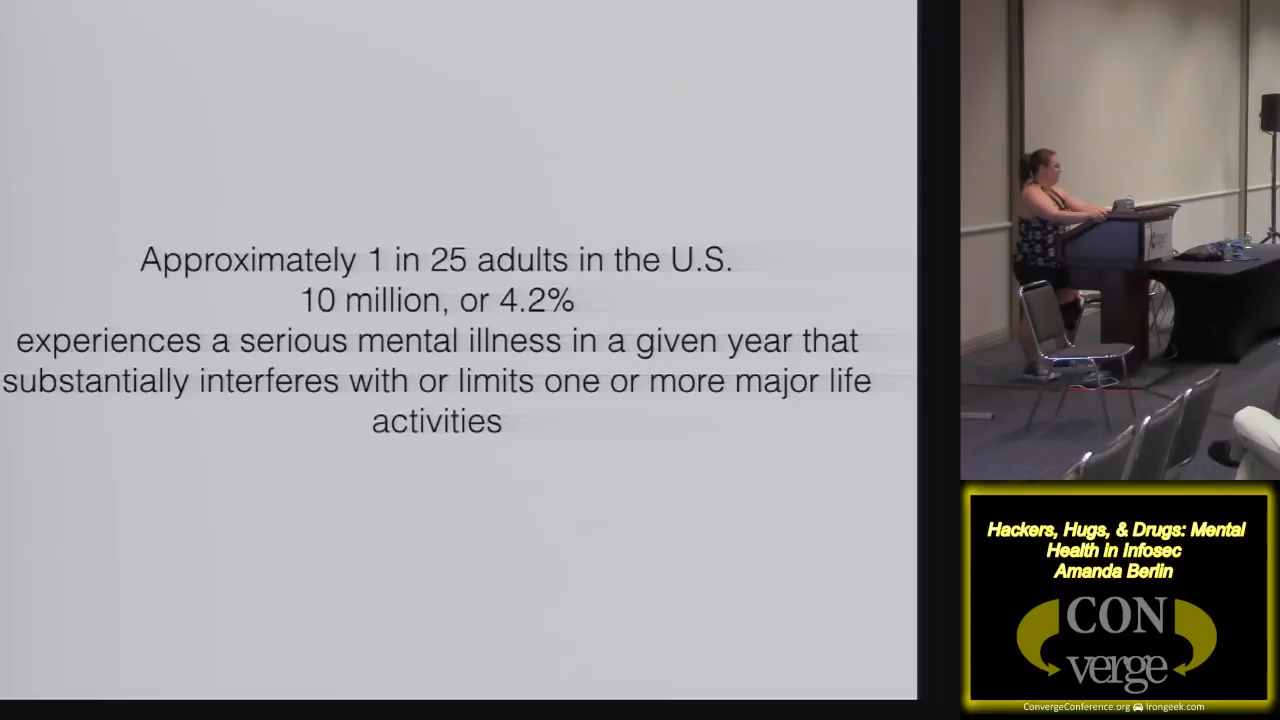 Approximately 1 in 25 adults in the U.S.
10 million, or 4.2%
experiences a serious mental illness in a given year that
substantially interferes with or limits one or more major life
activities
Hackers, Hugs, & Drugs: Mental
Health in Infosec
Amanda Berlin
CON
verge
ConvergeConference.org Irongeek.com